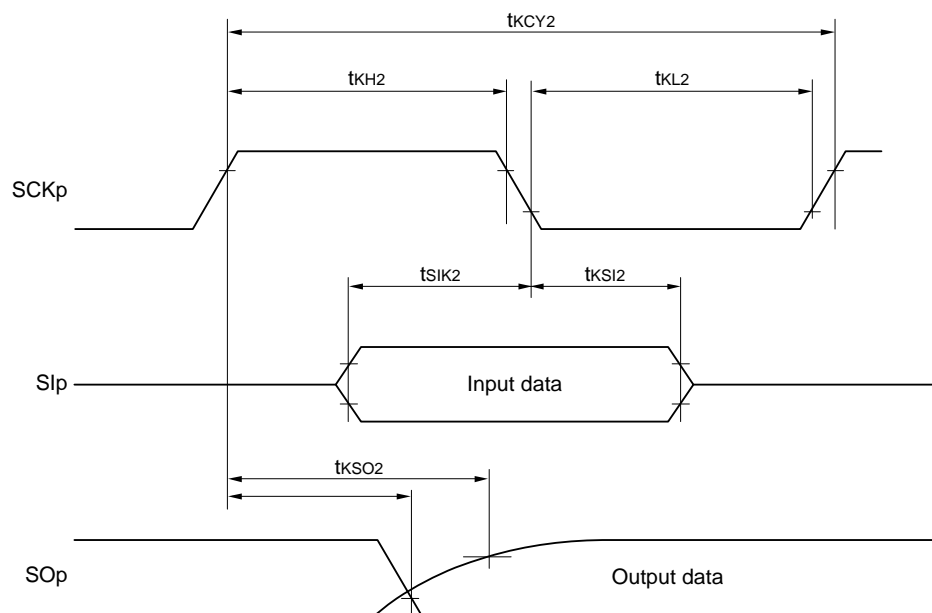 tKCY2
tKH2
tKL2
SCKp
tSIK2
tKSI2
SIp
Input data
tKSO2
SOp
Output data